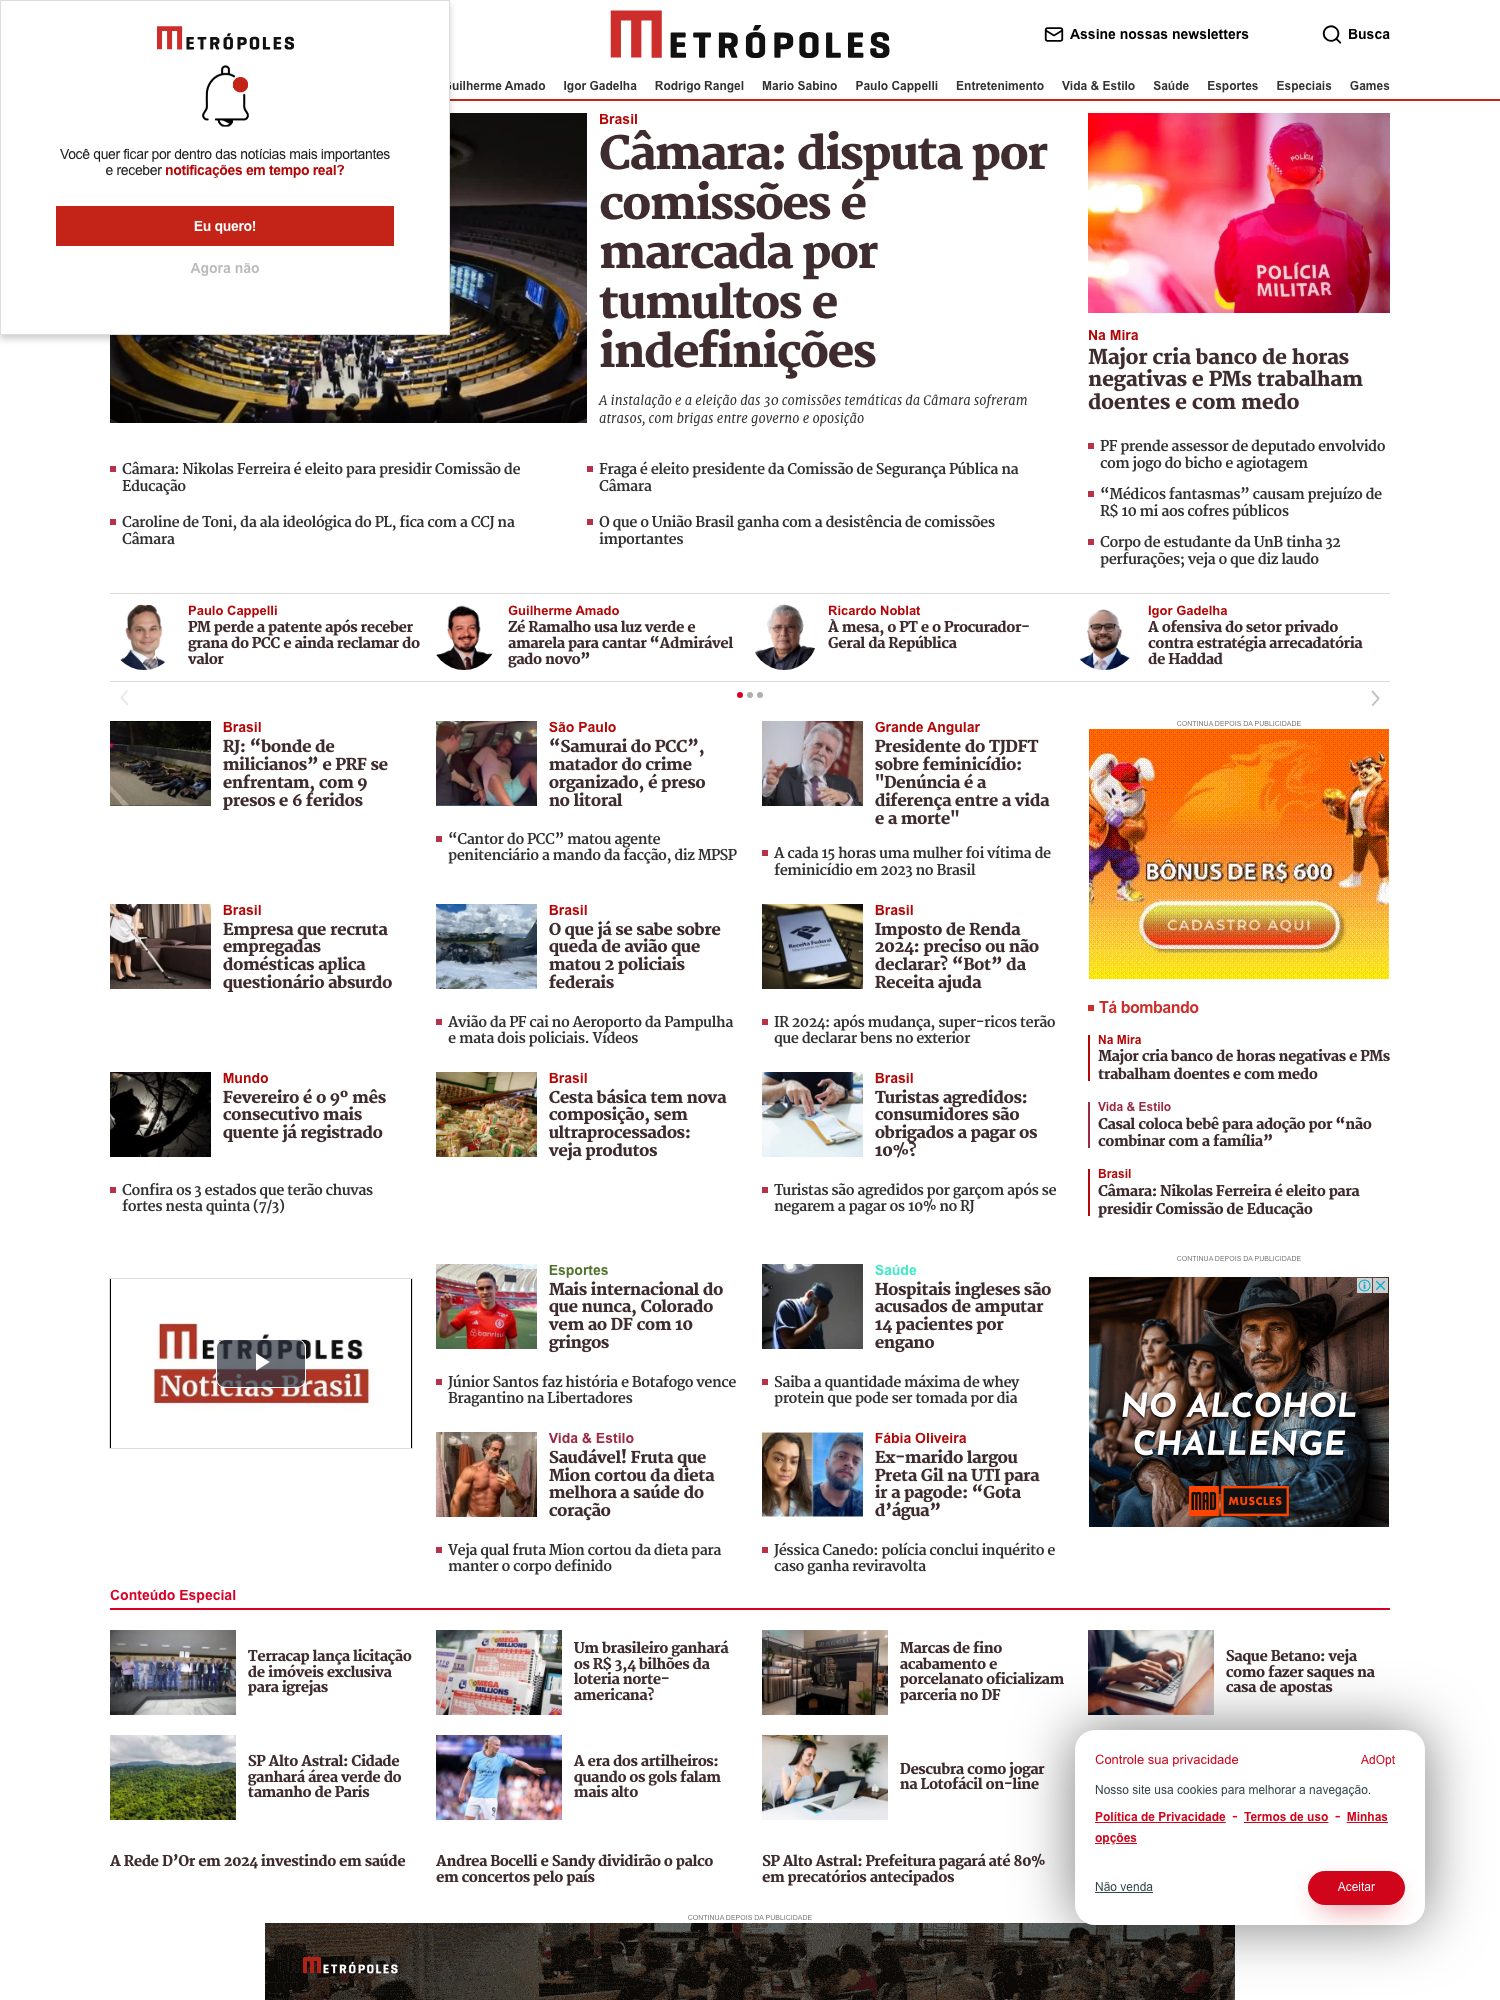 METRÓPOLES
Você quer ficar por dentro das notícias mais importantes
e receber notificações em tempo real?
Eu quero!
Agora não
METRÓPOLES
Assine nossas newsletters
Busca
Guilherme Amado Igor Gadelha Rodrigo Rangel Mario Sabino Paulo Cappelli Entretenimento Vida & Estilo Saúde Esportes Especiais Games
Brasil
Câmara: disputa por
comissões é
marcada por
tumultos e
indefinições
A instalação e a eleição das 30 comissões temáticas da Câmara sofreram
atrasos, com brigas entre governo e oposição
Câmara: Nikolas Ferreira é eleito para presidir Comissão de
Educação
Fraga é eleito presidente da Comissão de Segurança Pública na
Câmara
Caroline de Toni, da ala ideológica do PL, fica com a CCJ na
Câmara
O que o União Brasil ganha com a desistência de comissões
importantes
POLÍCIA
POLÍCIA
MILITAR
Na Mira
Major cria banco de horas
negativas e PMs trabalham
doentes e com medo
PF prende assessor de deputado envolvido
com jogo do bicho e agiotagem
“Médicos fantasmas” causam prejuízo de
R$ 10 mi aos cofres públicos
Corpo de estudante da UnB tinha 32
perfurações; veja o que diz laudo
Paulo Cappelli
PM perde a patente após receber
grana do PCC e ainda reclamar do
valor
Guilherme Amado
Zé Ramalho usa luz verde e
amarela para cantar “Admirável
gado novo”
Ricardo Noblat
À mesa, o PT e o Procurador-
Geral da República
Igor Gadelha
A ofensiva do setor privado
contra estratégia arrecadatória
de Haddad
Brasil
RJ: “bonde de
milicianos” e PRF se
enfrentam, com 9
presos e 6 feridos
São Paulo
“Samurai do PCC”,
matador do crime
organizado, é preso
no litoral
“Cantor do PCC” matou agente
penitenciário a mando da facção, diz MPSP
Grande Angular
Presidente do TJDFT
sobre feminicídio:
"Denúncia é a
diferença entre a vida
e a morte"
A cada 15 horas uma mulher foi vítima de
feminicídio em 2023 no Brasil
CONTINUA DEPOIS DA PUBLICIDADE
BÔNUS DE R$ 600
CADASTRO AQUI
Brasil
Empresa que recruta
empregadas
domésticas aplica
questionário absurdo
Brasil
O que já se sabe sobre
queda de avião que
matou 2 policiais
federais
Avião da PF cai no Aeroporto da Pampulha
e mata dois policiais. Vídeos
Receita Federal
Brasil
Imposto de Renda
2024: preciso ou não
declarar? “Bot” da
Receita ajuda
IR 2024: após mudança, super-ricos terão
que declarar bens no exterior
Tá bombando
Na Mira
Major cria banco de horas negativas e PMs
trabalham doentes e com medo
Vida & Estilo
Casal coloca bebê para adoção por “não
combinar com a família”
Brasil
Câmara: Nikolas Ferreira é eleito para
presidir Comissão de Educação
Mundo
Fevereiro é o 9º mês
consecutivo mais
quente já registrado
Confira os 3 estados que terão chuvas
fortes nesta quinta (7/3)
Brasil
Cesta básica tem nova
composição, sem
ultraprocessados:
veja produtos
Brasil
Turistas agredidos:
consumidores são
obrigados a pagar os
10%?
Turistas são agredidos por garçom após se
negarem a pagar os 10% no RJ
METRÓPOLES
Notícias Brasil
banrisul
Esportes
Mais internacional do
que nunca, Colorado
vem ao DF com 10
gringos
Júnior Santos faz história e Botafogo vence
Bragantino na Libertadores
Saúde
Hospitais ingleses são
acusados de amputar
14 pacientes por
engano
Saiba a quantidade máxima de whey
protein que pode ser tomada por dia
CONTINUA DEPOIS DA PUBLICIDADE
NO ALCOHOL
CHALLENGE
MAD MUSCLES
Vida & Estilo
Saudável! Fruta que
Mion cortou da dieta
melhora a saúde do
coração
Veja qual fruta Mion cortou da dieta para
manter o corpo definido
Fábia Oliveira
Ex-marido largou
Preta Gil na UTI para
ir a pagode: “Gota
d’água”
Jéssica Canedo: polícia conclui inquérito e
caso ganha reviravolta
Conteúdo Especial
Terracap lança licitação
de imóveis exclusiva
para igrejas
MEGA
MILLIONS
Um brasileiro ganhará
os R$ 3,4 bilhões da
loteria norte-
americana?
Marcas de fino
acabamento e
porcelanato oficializam
parceria no DF
Saque Betano: veja
como fazer saques na
casa de apostas
SP Alto Astral: Cidade
ganhará área verde do
tamanho de Paris
A era dos artilheiros:
quando os gols falam
mais alto
Descubra como jogar
na Lotofácil on-line
A Rede D’Or em 2024 investindo em saúde
Andrea Bocelli e Sandy dividirão o palco
em concertos pelo país
SP Alto Astral: Prefeitura pagará até 80%
em precatórios antecipados
Controle sua privacidade
AdOpt
Nosso site usa cookies para melhorar a navegação.
Política de Privacidade - Termos de uso - Minhas
opções
Não venda
Aceitar
CONTINUA DEPOIS DA PUBLICIDADE
METRÓPOLES